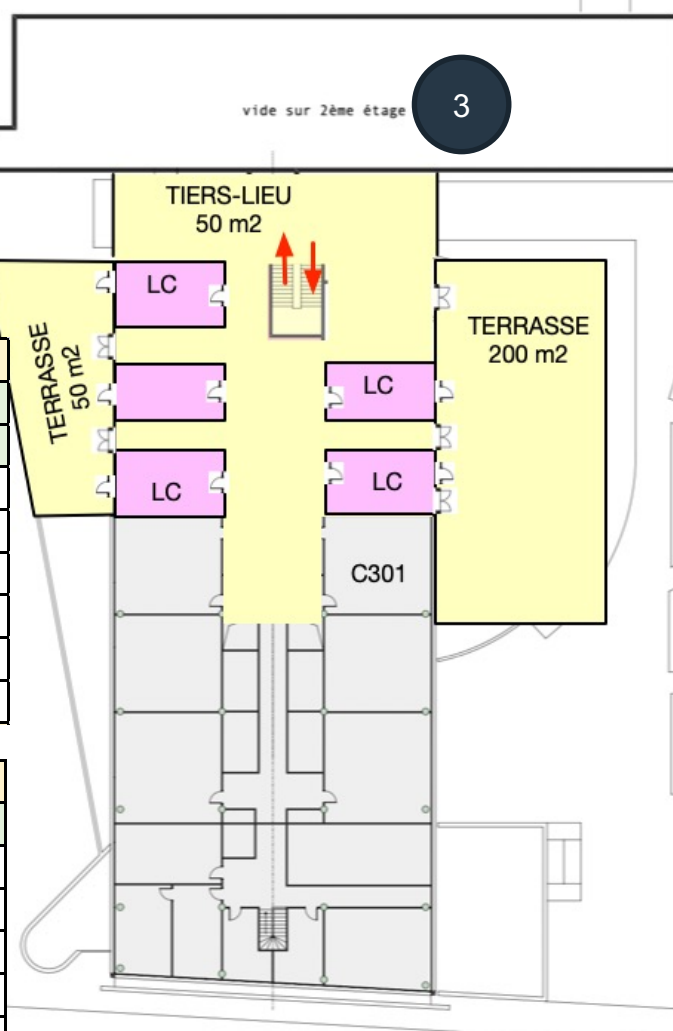 vide sur 2ème étage
3
TIERS-LIEU
50 m2
LC
TERRASSE
50 m2
TERRASSE
200 m2
LC
LC
LC
C301